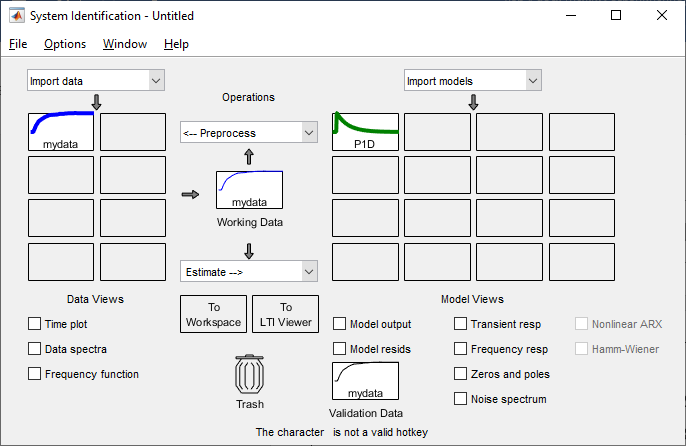 System Identification - Untitled
File Options Window Help
Import data
Import models
Operations
<-- Preprocess
mydata
P1D
mydata
Working Data
Estimate -->
Data Views
Model Views
To
Workspace
To
LTI Viewer
Time plot
Data spectra
Frequency function
Model output
Model resids
Transient resp
Frequency resp
Zeros and poles
Noise spectrum
Nonlinear ARX
Hamm-Wiener
Trash
mydata
Validation Data
The character is not a valid hotkey